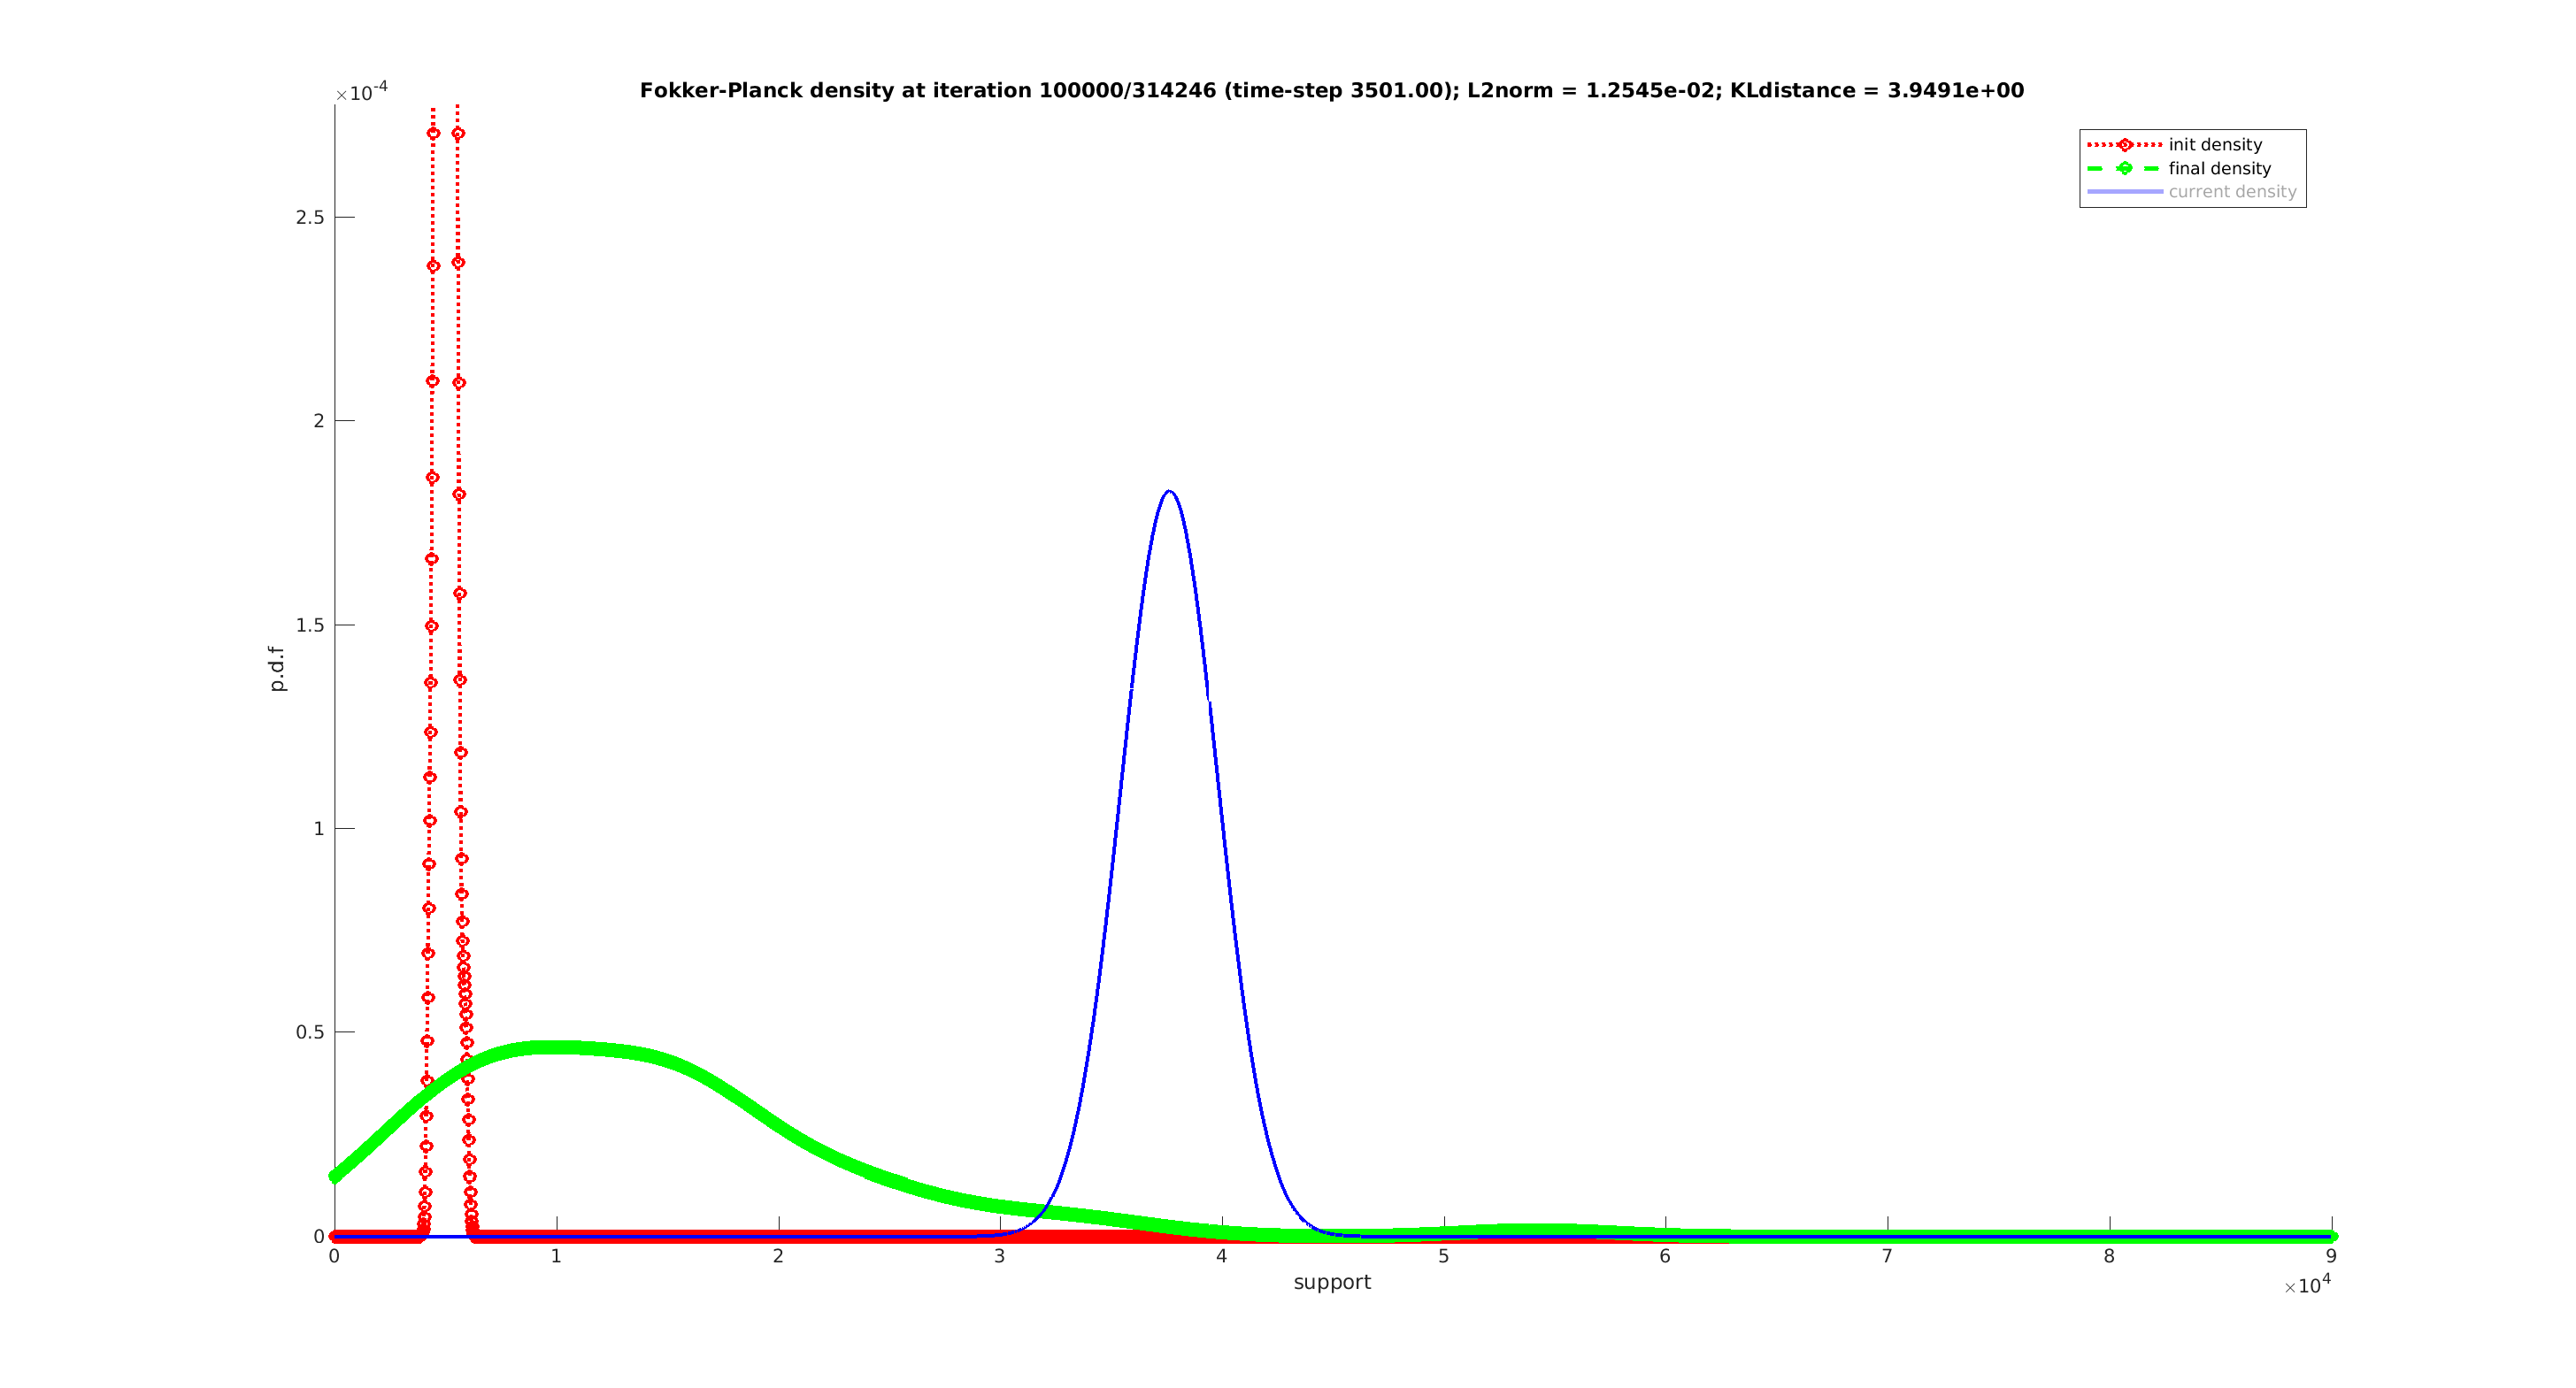 Fokker-Planck density at iteration 100000/314246 (time-step 3501.00); L2norm = 1.2545e-02; KLdistance = 3.9491e+00
×10-4
init density
final density
current density
2.5
2
1.5
1
0.5
0
p.d.f
0 1 2 3 4 5 6 7 8 9
support
×104